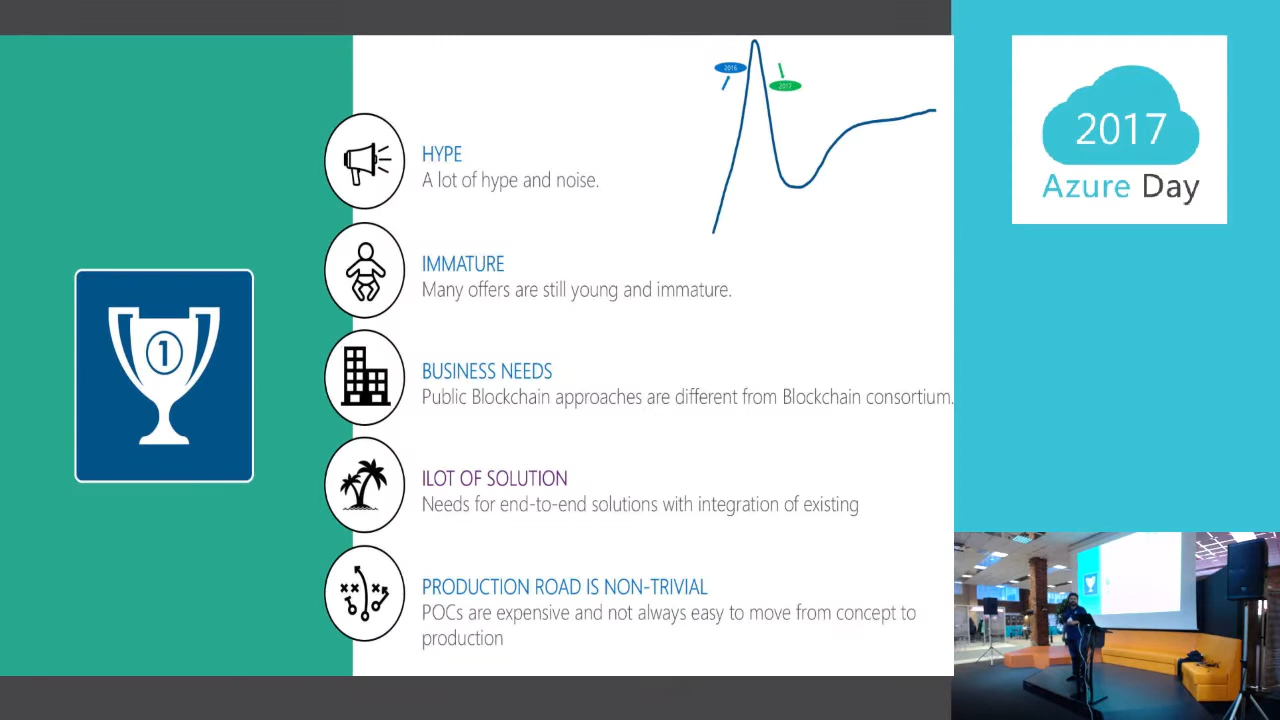 2016
2017
HYPE
A lot of hype and noise.
IMMATURE
Many offers are still young and immature.
BUSINESS NEEDS
Public Blockchain approaches are different from Blockchain consortium.
ILOT OF SOLUTION
Needs for end-to-end solutions with integration of existing
PRODUCTION ROAD IS NON-TRIVIAL
POCs are expensive and not always easy to move from concept to
production
1
2017
Azure Day